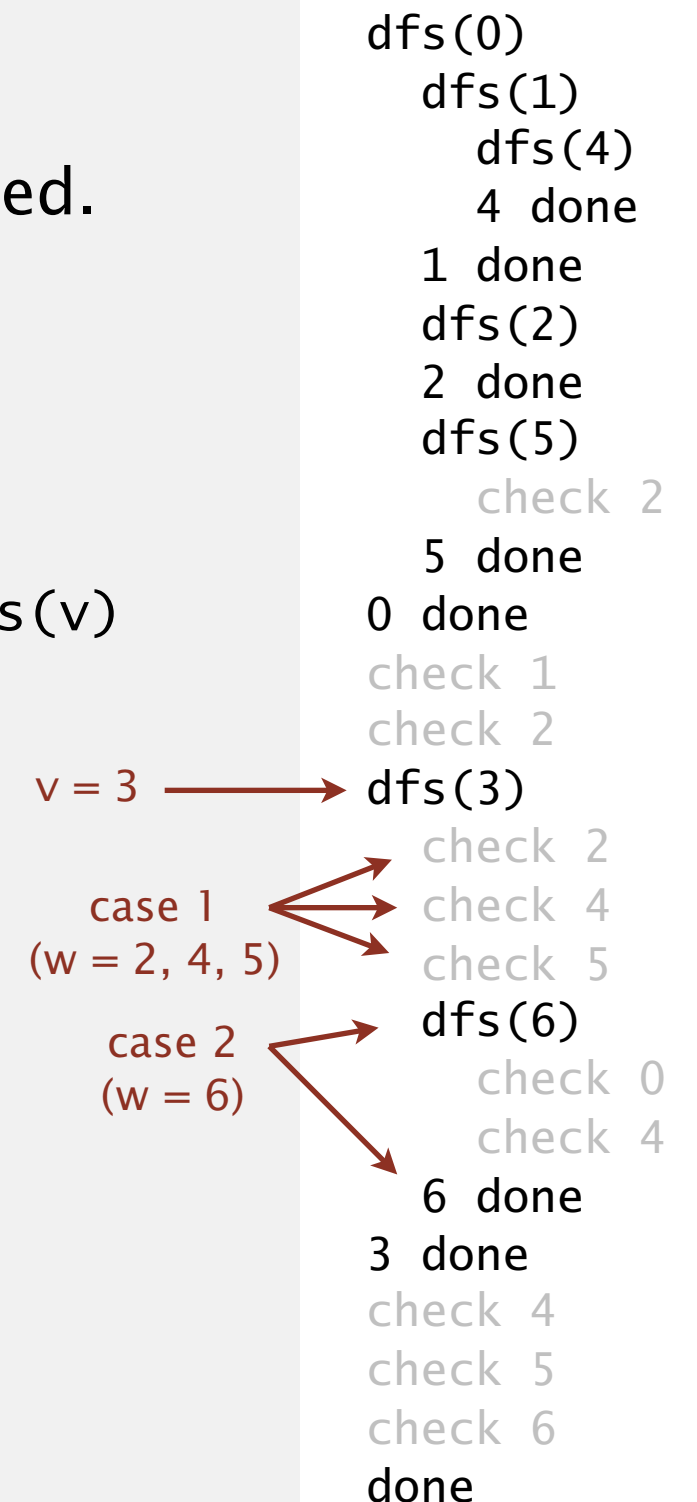 ed.
s(v)
v = 3
case 1
(w = 2, 4, 5)
case 2
(w = 6)
dfs(0)
dfs(1)
dfs(4)
4 done
1 done
dfs(2)
2 done
dfs(5)
check 2
5 done
0 done
check 1
check 2
dfs(3)
check 2
check 4
check 5
dfs(6)
check 0
check 4
6 done
3 done
check 4
check 5
check 6
done